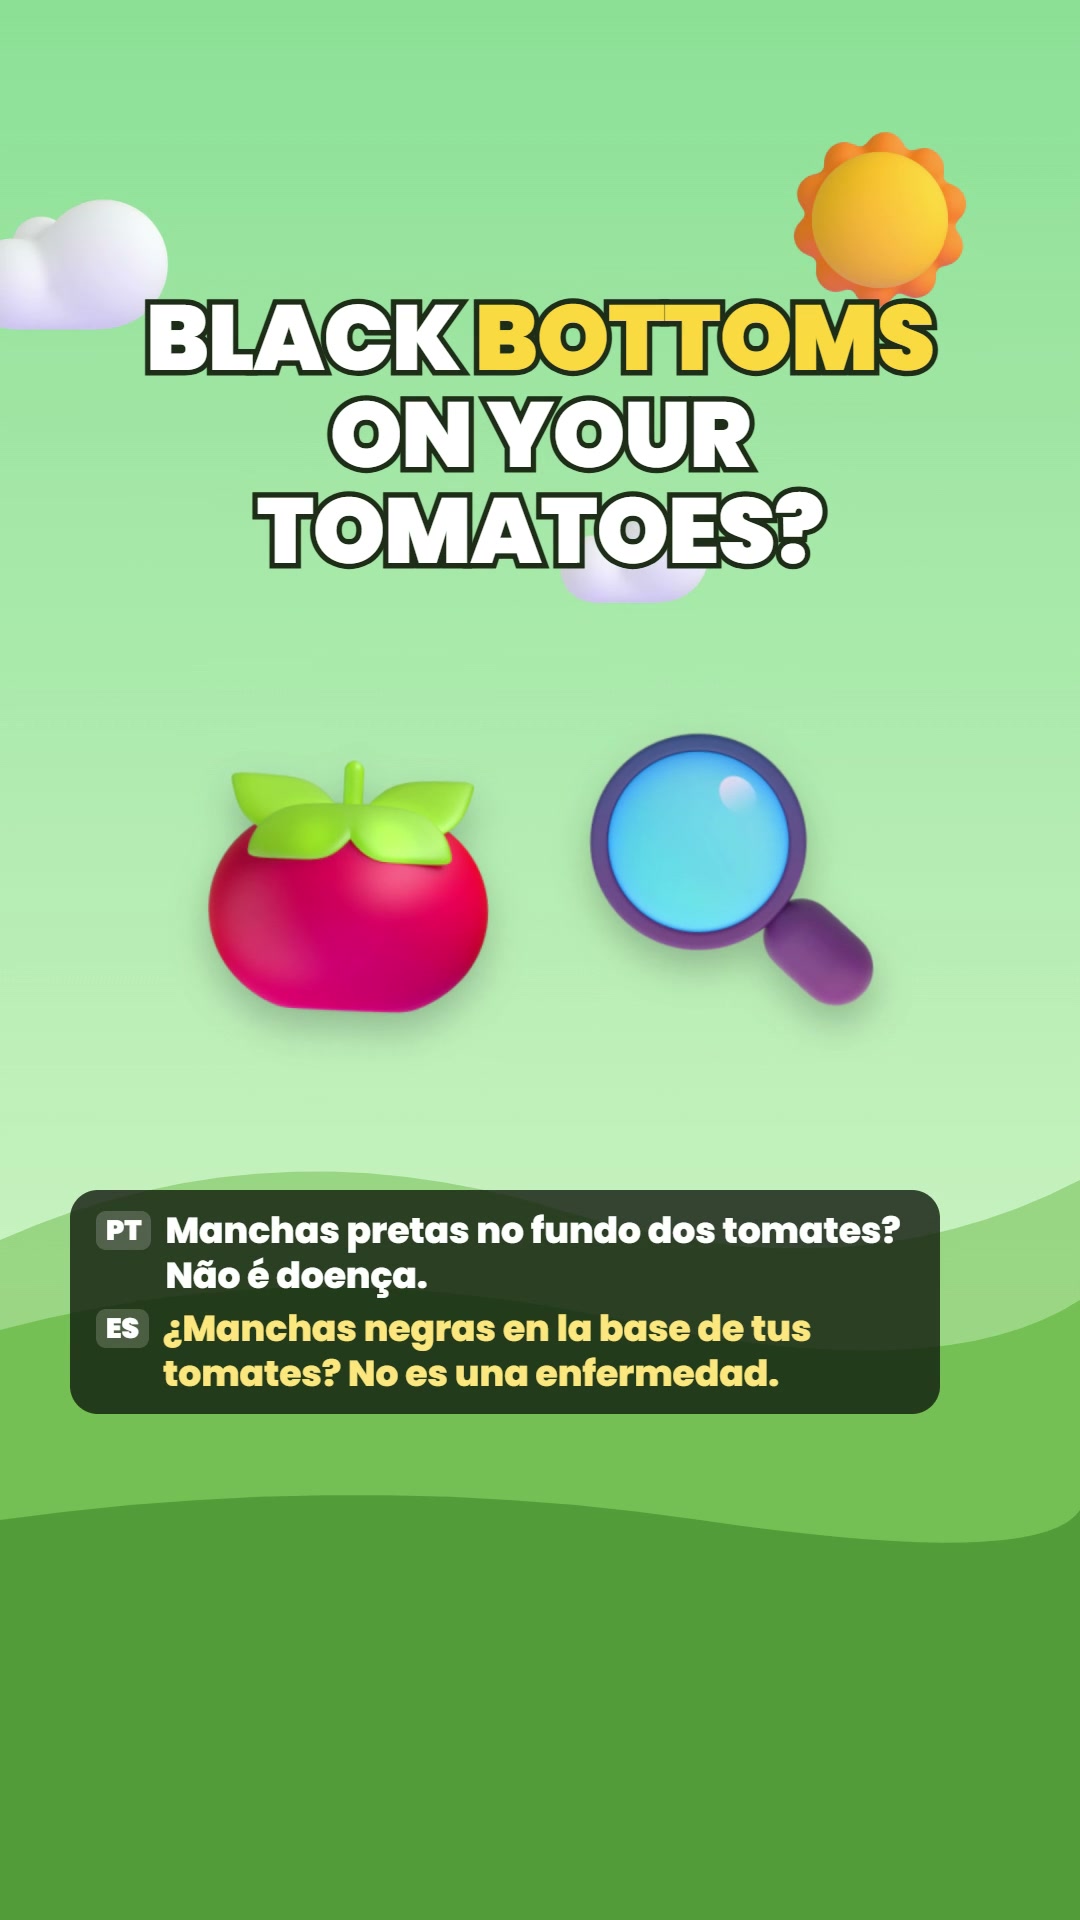 BLACK BOTTOMS
ON YOUR
TOMATOES?
PT Manchas pretas no fundo dos tomates?
Não é doença.
ES ¿Manchas negras en la base de tus
tomates? No es una enfermedad.